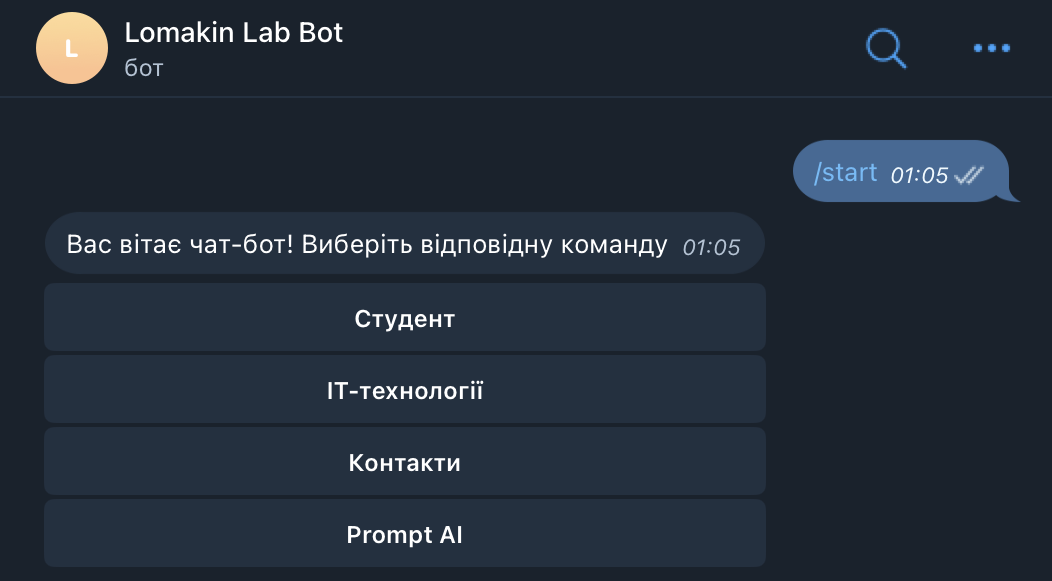 L
Lomakin Lab Bot
бот
/start 01:05
Вас вітає чат-бот! Виберіть відповідну команду 01:05
Студент
IT-технології
Контакти
Prompt AI